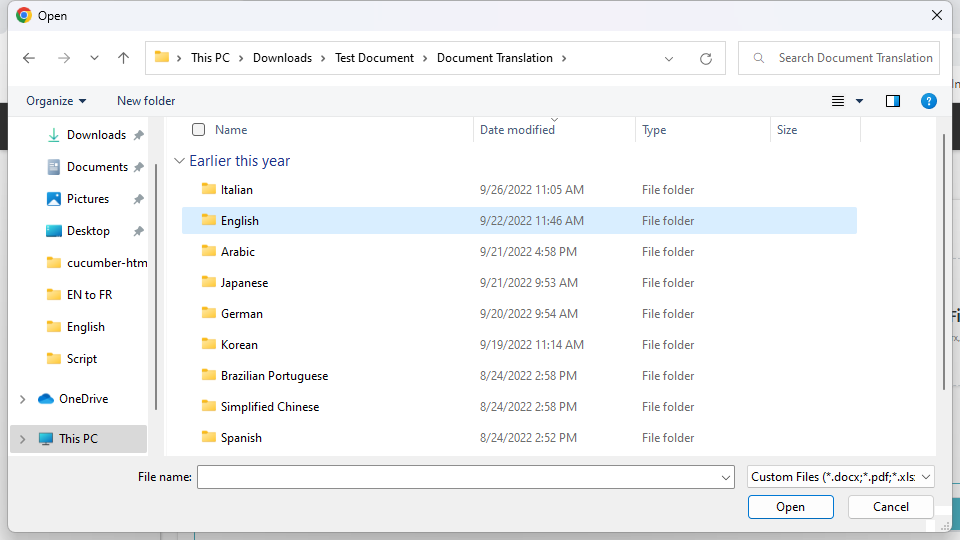 Open
This PC > Downloads > Test Document > Document Translation >
Search Document Translation
Organize
New folder
Name
Date modified
Type
Size
Downloads
Documents
Pictures
Desktop
cucumber-htm
EN to FR
English
Script
OneDrive
This PC
Earlier this year
Italian 9/26/2022 11:05 AM File folder
English 9/22/2022 11:46 AM File folder
Arabic 9/21/2022 4:58 PM File folder
Japanese 9/21/2022 9:53 AM File folder
German 9/20/2022 9:54 AM File folder
Korean 9/19/2022 11:14 AM File folder
Brazilian Portuguese 8/24/2022 2:58 PM File folder
Simplified Chinese 8/24/2022 2:58 PM File folder
Spanish 8/24/2022 2:52 PM File folder
File name:
Custom Files (*.docx;*.pdf;*.xls
Open
Cancel